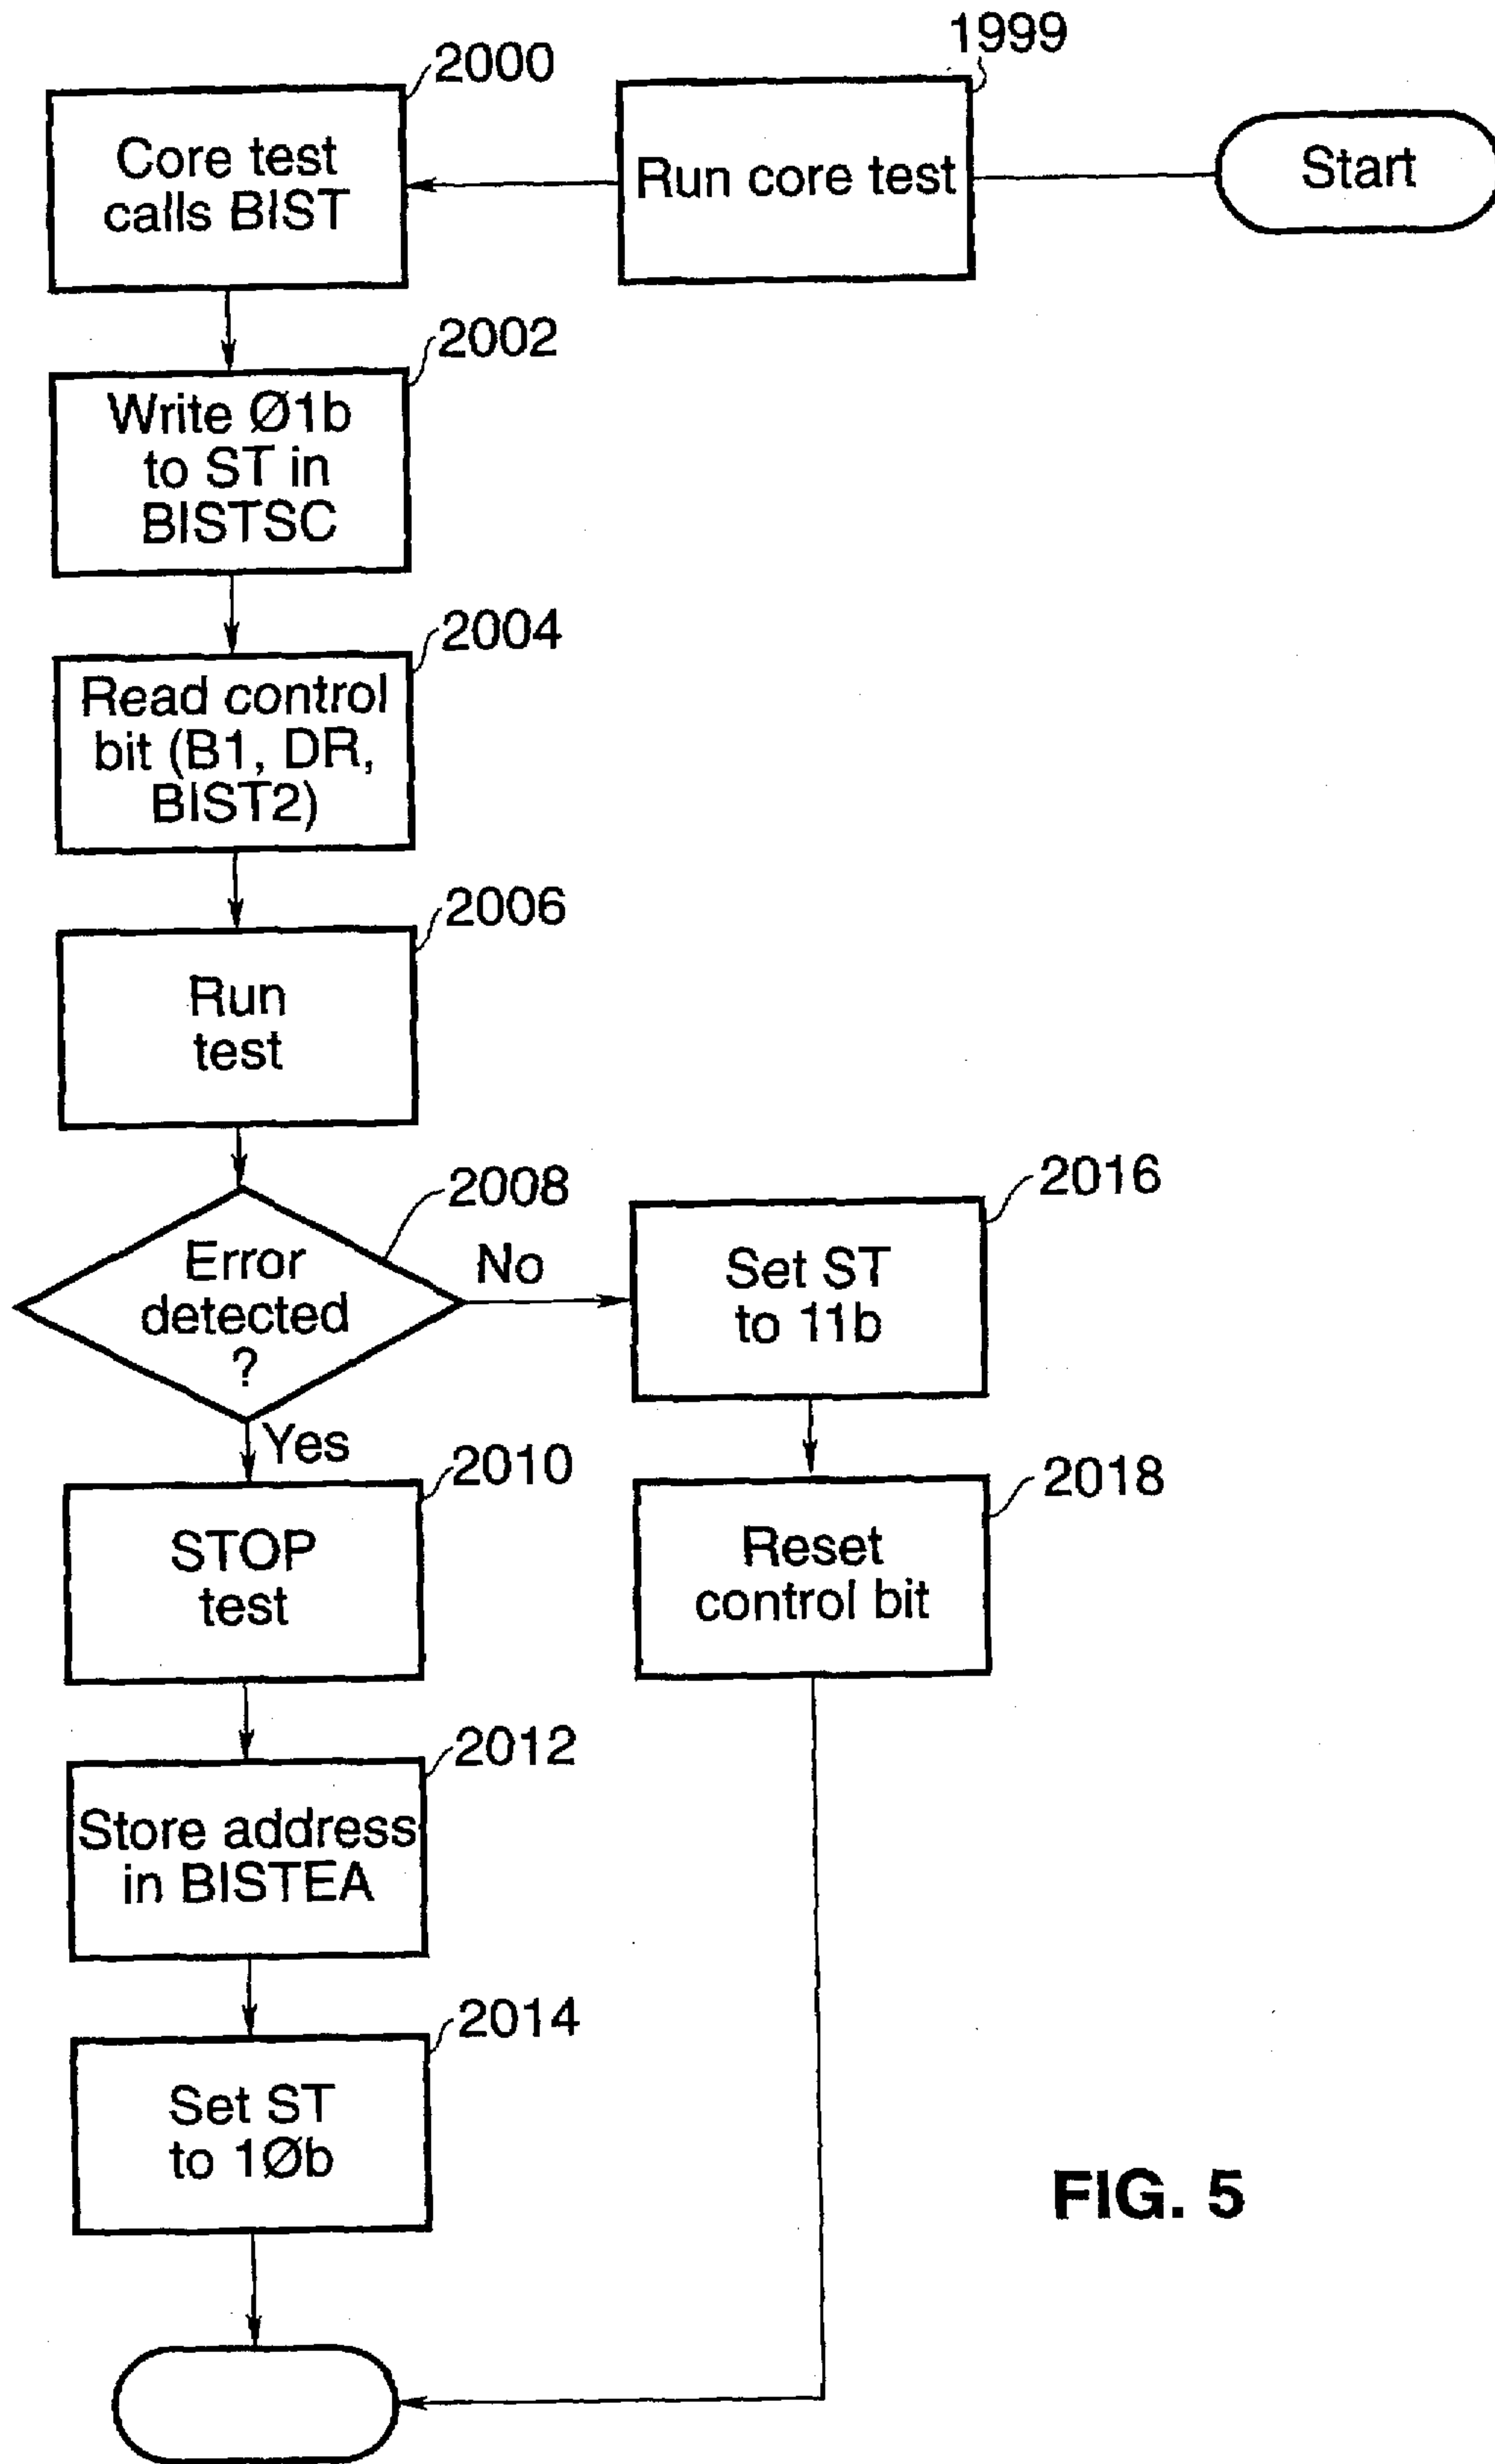 1999
Start
Run core test
2000
Core test
calls BIST
2002
Write Ø1b
to ST in
BISTSC
2004
Read control
bit (B1, DR,
BIST2)
2006
Run
test
2008
Error
detected
?
No
Yes
2016
Set ST
to 11b
2018
Reset
control bit
2010
STOP
test
2012
Store address
in BISTEA
2014
Set ST
to 1Øb
FIG. 5